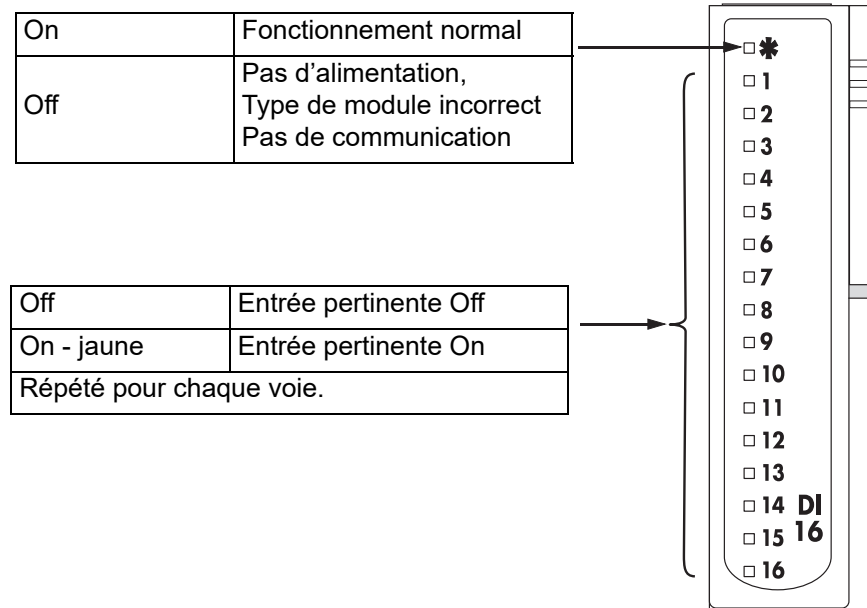 On Fonctionnement normal
Off Pas d’alimentation,
Type de module incorrect
Pas de communication
Off Entrée pertinente Off
On - jaune Entrée pertinente On
Répété pour chaque voie.
✱
1
2
3
4
5
6
7
8
9
10
11
12
13
14
15
16
DI
16